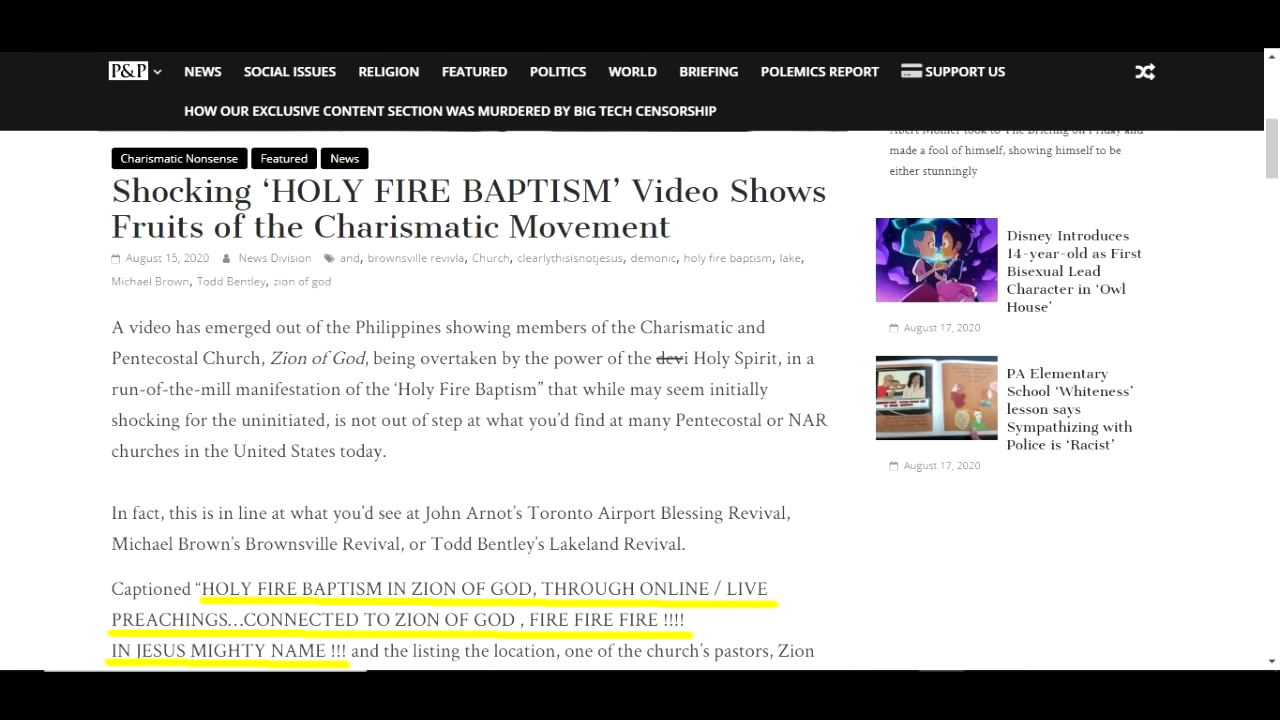 P&P NEWS SOCIAL ISSUES RELIGION FEATURED POLITICS WORLD BRIEFING POLEMICS REPORT SUPPORT US
HOW OUR EXCLUSIVE CONTENT SECTION WAS MURDERED BY BIG TECH CENSORSHIP
Charismatic Nonsense Featured News
Shocking ‘HOLY FIRE BAPTISM’ Video Shows
Fruits of the Charismatic Movement
August 15, 2020 News Division and, brownsville revivla, Church, clearlythisisnotjesus, demonic, holy fire baptism, lake,
Michael Brown, Todd Bentley, zion of god
A video has emerged out of the Philippines showing members of the Charismatic and
Pentecostal Church, Zion of God, being overtaken by the power of the devi Holy Spirit, in a
run-of-the-mill manifestation of the ‘Holy Fire Baptism” that while may seem initially
shocking for the uninitiated, is not out of step at what you’d find at many Pentecostal or NAR
churches in the United States today.
In fact, this is in line at what you’d see at John Arnot’s Toronto Airport Blessing Revival,
Michael Brown’s Brownsville Revival, or Todd Bentley’s Lakeland Revival.
Captioned “HOLY FIRE BAPTISM IN ZION OF GOD, THROUGH ONLINE / LIVE
PREACHINGS…CONNECTED TO ZION OF GOD , FIRE FIRE FIRE !!!!
IN JESUS MIGHTY NAME !!! and the listing the location, one of the church’s pastors, Zion
took to The Briefing on Friday and
made a fool of himself, showing himself to be
either stunningly
Disney Introduces
14-year-old as First
Bisexual Lead
Character in ‘Owl
House’
August 17, 2020
PA Elementary
School ‘Whiteness’
lesson says
Sympathizing with
Police is ‘Racist’
August 17, 2020